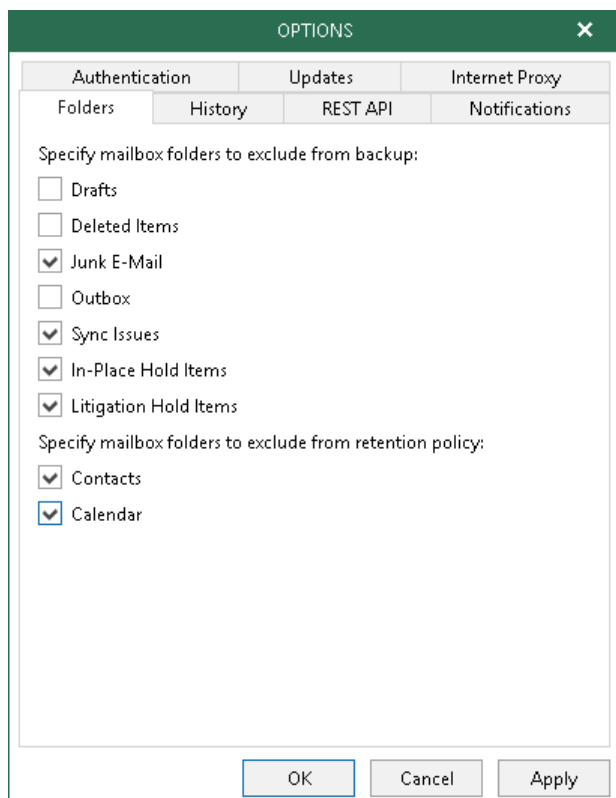 OPTIONS
Authentication
Updates
Internet Proxy
Folders
History
REST API
Notifications
Specify mailbox folders to exclude from backup:
Drafts
Deleted Items
Junk E-Mail
Outbox
Sync Issues
In-Place Hold Items
Litigation Hold Items
Specify mailbox folders to exclude from retention policy:
Contacts
Calendar
OK
Cancel
Apply